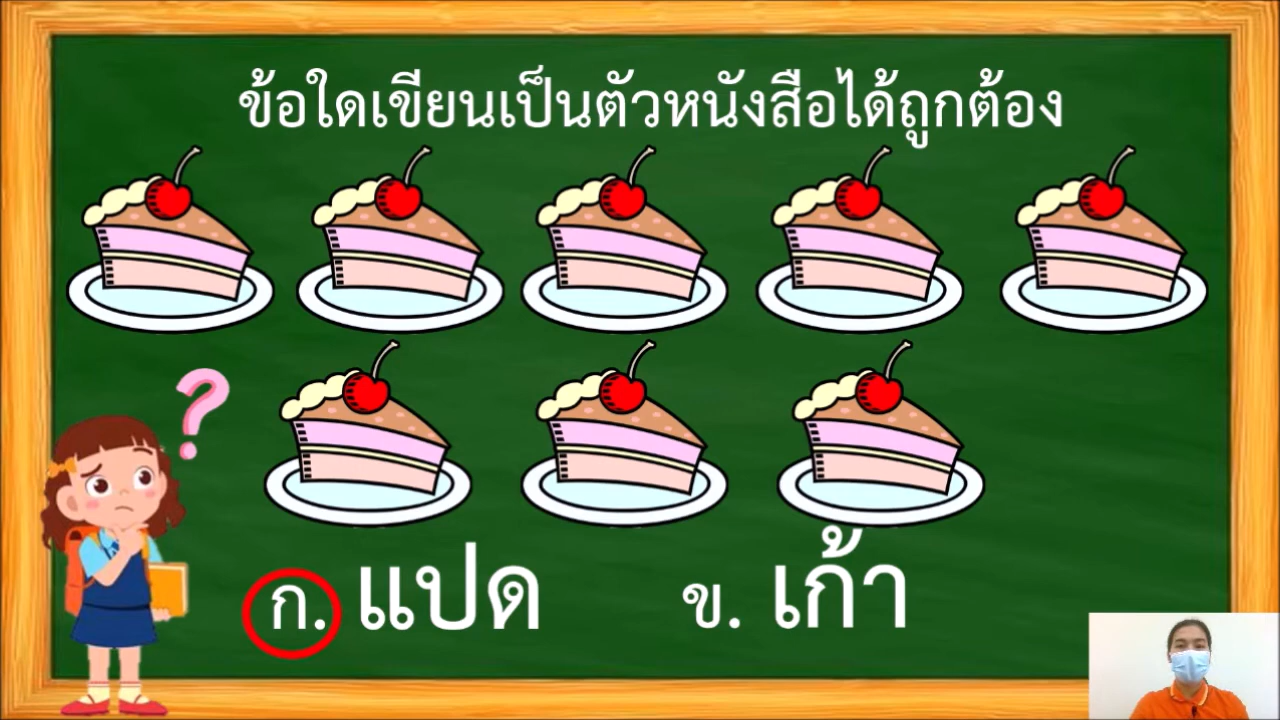 ข้อใดเขียนเป็นตัวหนังสือได้ถูกต้อง
?
ก. แปด ข. เก้า